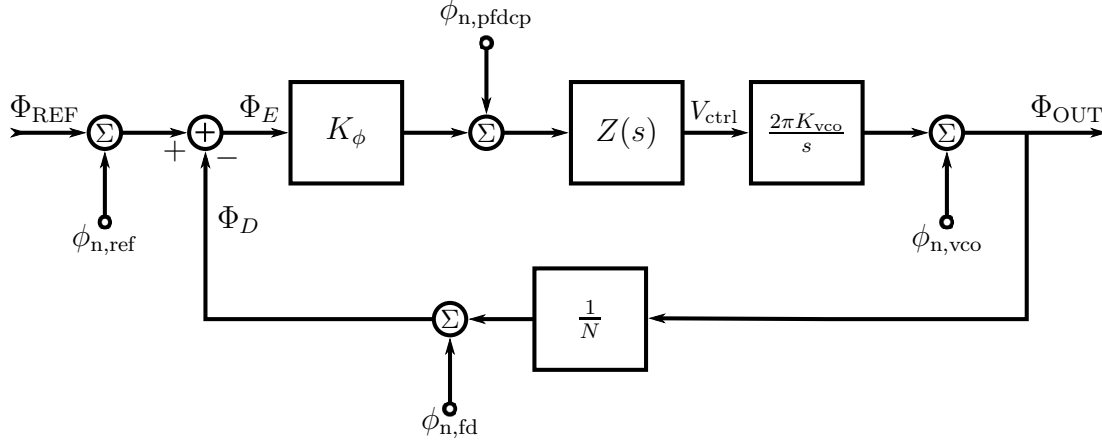 ϕn,pfdcp
ΦREF
Σ
+
+
−
ΦE
Kϕ
Σ
Z(s)
Vctrl
2πKvco
s
Σ
ΦOUT
ϕn,ref
ΦD
ϕn,vco
Σ
1
N
ϕn,fd